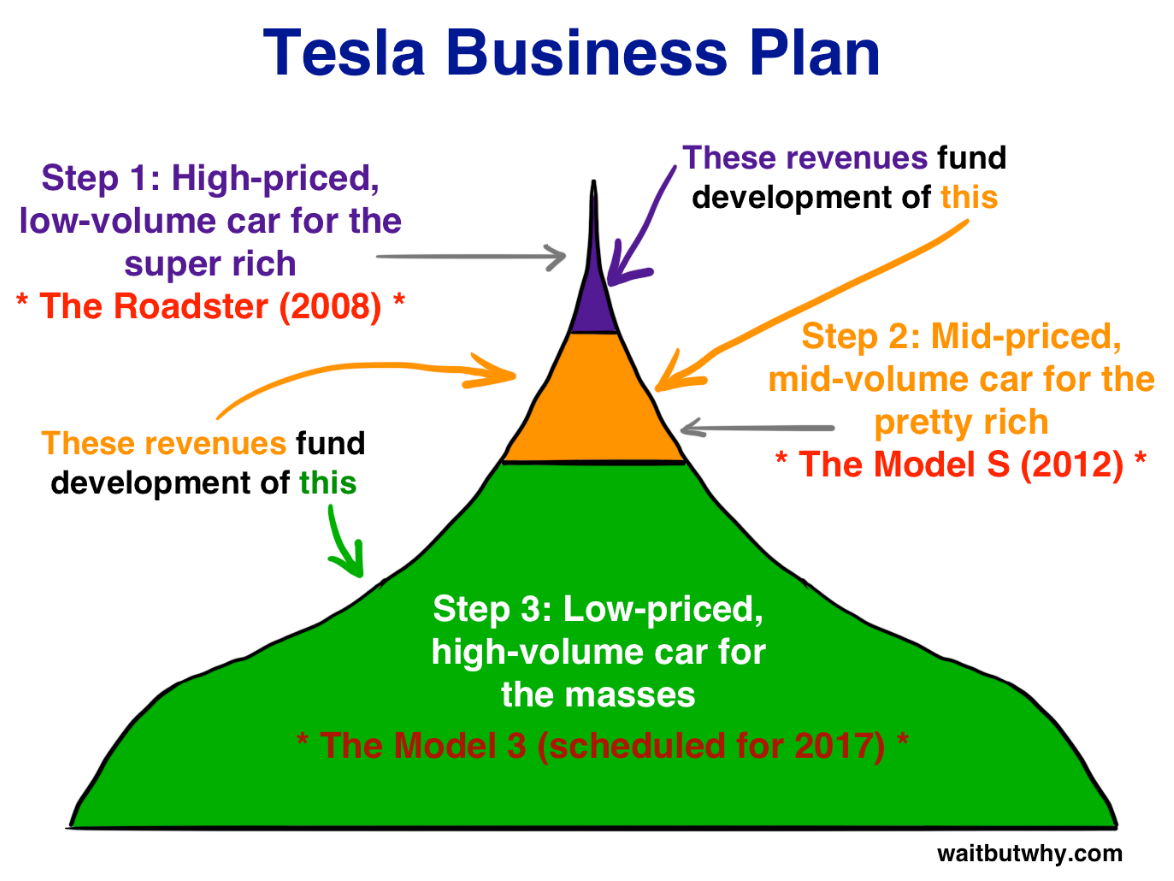 Tesla Business Plan
Step 1: High-priced,
low-volume car for the
super rich
* The Roadster (2008) *
These revenues fund
development of this
Step 2: Mid-priced,
mid-volume car for the
pretty rich
* The Model S (2012) *
These revenues fund
development of this
Step 3: Low-priced,
high-volume car for
the masses
* The Model 3 (scheduled for 2017) *
waitbutwhy.com